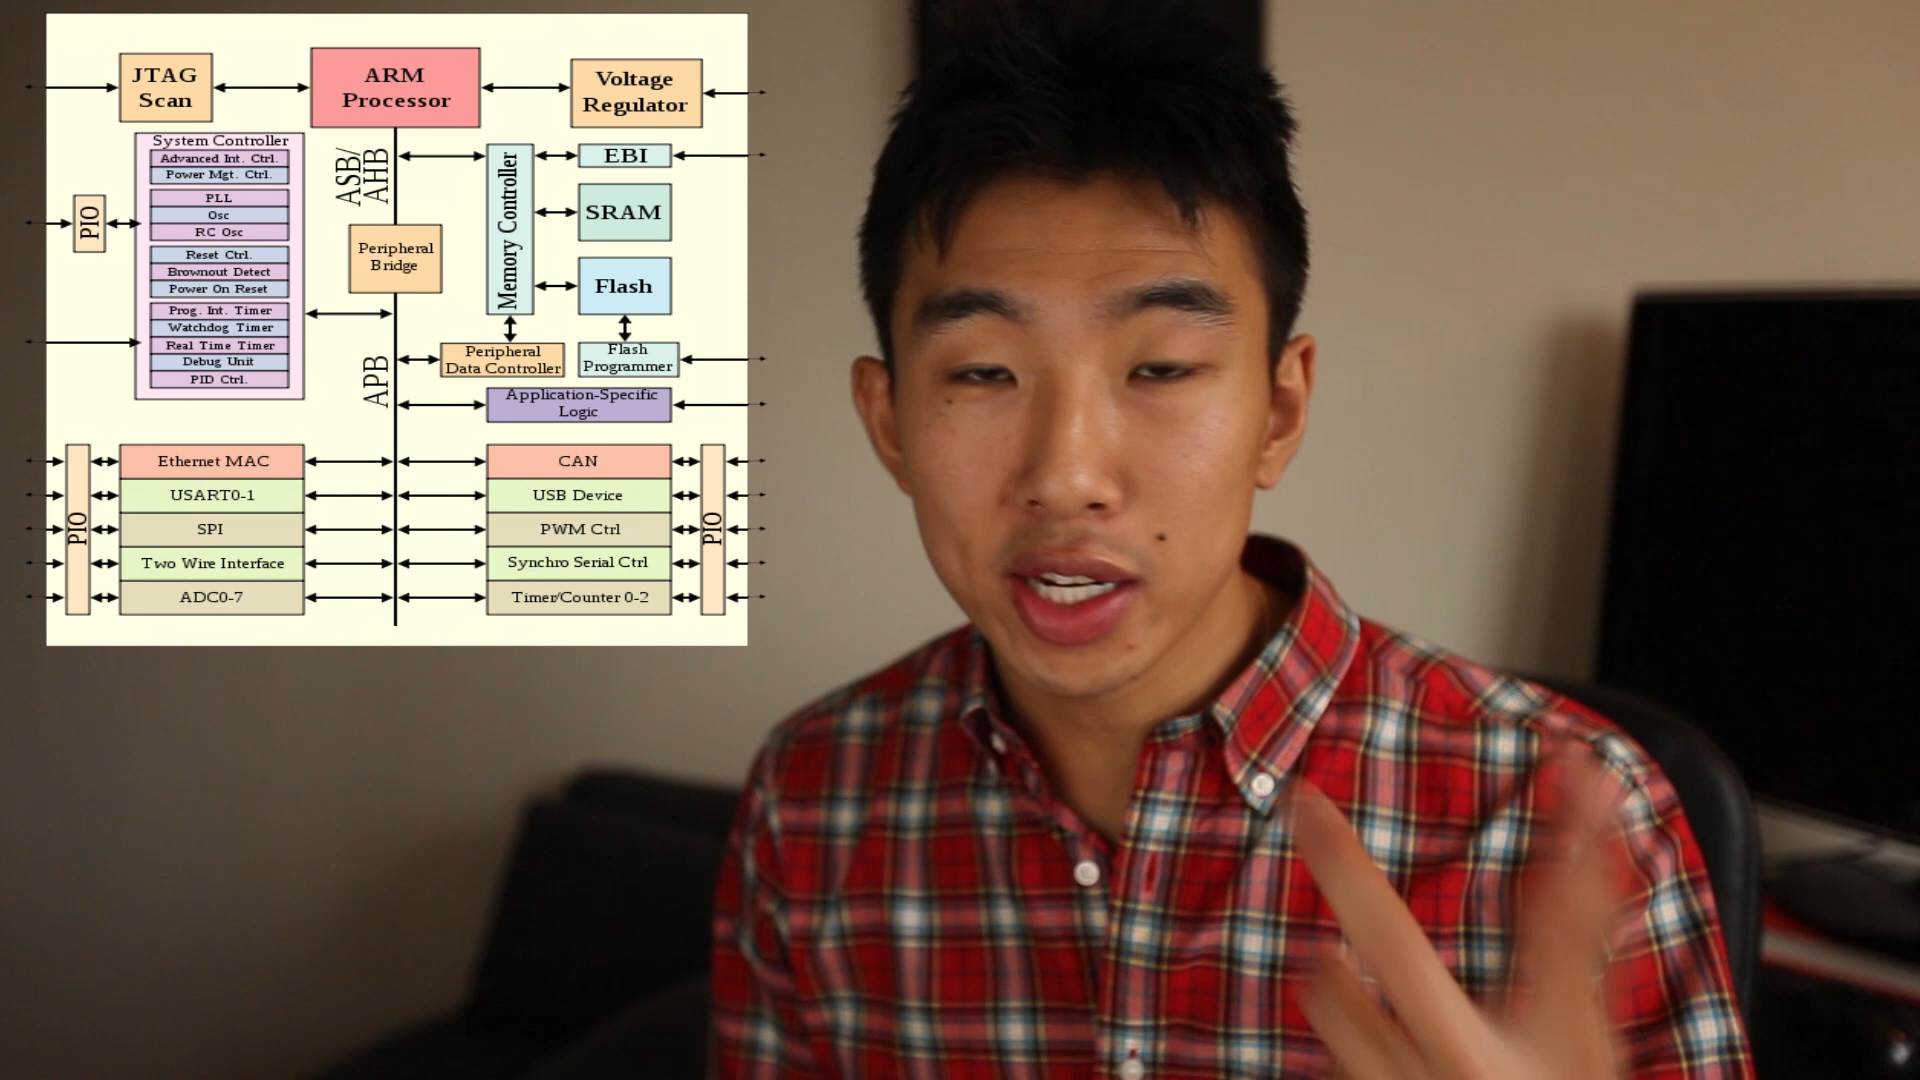 JTAG
Scan
ARM
Processor
Voltage
Regulator
System Controller
Advanced Int. Ctrl.
Power Mgt. Ctrl.
PLL
Osc
RC Osc
Reset Ctrl.
Brownout Detect
Power On Reset
Prog. Int. Timer
Watchdog Timer
Real Time Timer
Debug Unit
PID Ctrl.
PIO
ASB/
AHB
Peripheral
Bridge
APB
Memory Controller
EBI
SRAM
Flash
Peripheral
Data Controller
Flash
Programmer
Application-Specific
Logic
PIO
Ethernet MAC
USART0-1
SPI
Two Wire Interface
ADC0-7
CAN
USB Device
PWM Ctrl
Synchro Serial Ctrl
Timer/Counter 0-2
PIO